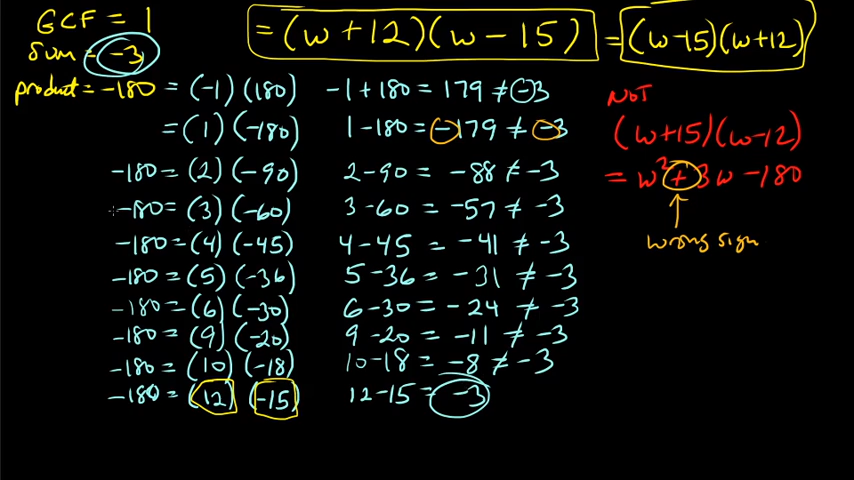 GCF = 1
= (w + 12)(w - 15) = (w-15)(w+12)
sum = -3
product = -180 = (-1) (180) -1 + 180 = 179 ≠ -3
= (1) (-180) 1 - 180 = -179 ≠ -3
-180 = (2) (-90) 2 - 90 = -88 ≠ -3
-180 = (3) (-60) 3 - 60 = -57 ≠ -3
-180 = (4) (-45) 4 - 45 = -41 ≠ -3
-180 = (5) (-36) 5 - 36 = -31 ≠ -3
-180 = (6) (-30) 6 - 30 = -24 ≠ -3
-180 = (9) (-20) 9 - 20 = -11 ≠ -3
-180 = (10) (-18) 10 - 18 = -8 ≠ -3
-180 = (12) (-15) 12 - 15 = -3
NOT
(w+15)(w-12)
= w² + 3w - 180
wrong sign